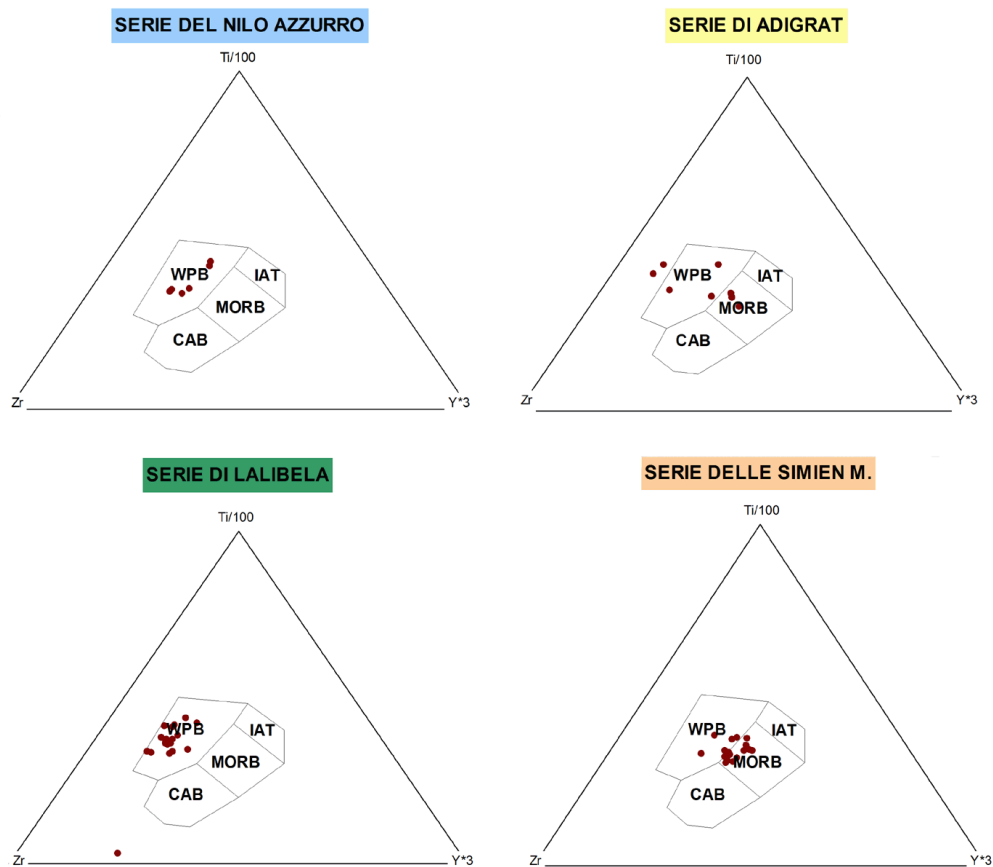 SERIE DEL NILO AZZURRO
Ti/100
WPB
IAT
MORB
CAB
Zr
Y*3
SERIE DI ADIGRAT
Ti/100
WPB
IAT
MORB
CAB
Zr
Y*3
SERIE DI LALIBELA
Ti/100
WPB
IAT
MORB
CAB
Zr
Y*3
SERIE DELLE SIMIEN M.
Ti/100
WPB
IAT
MORB
CAB
Zr
Y*3